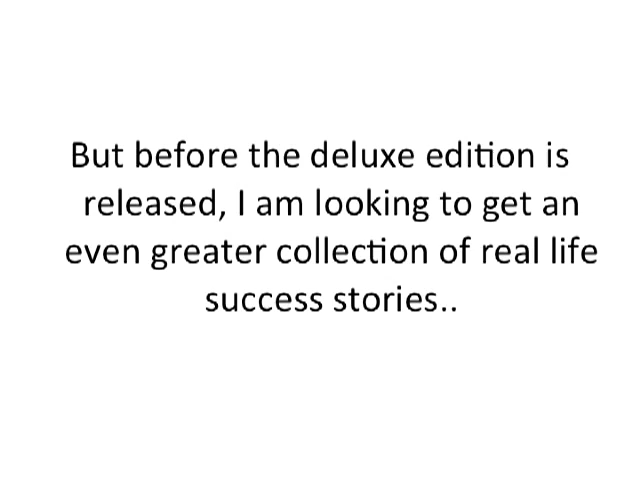 But before the deluxe edition is
released, I am looking to get an
even greater collection of real life
success stories..